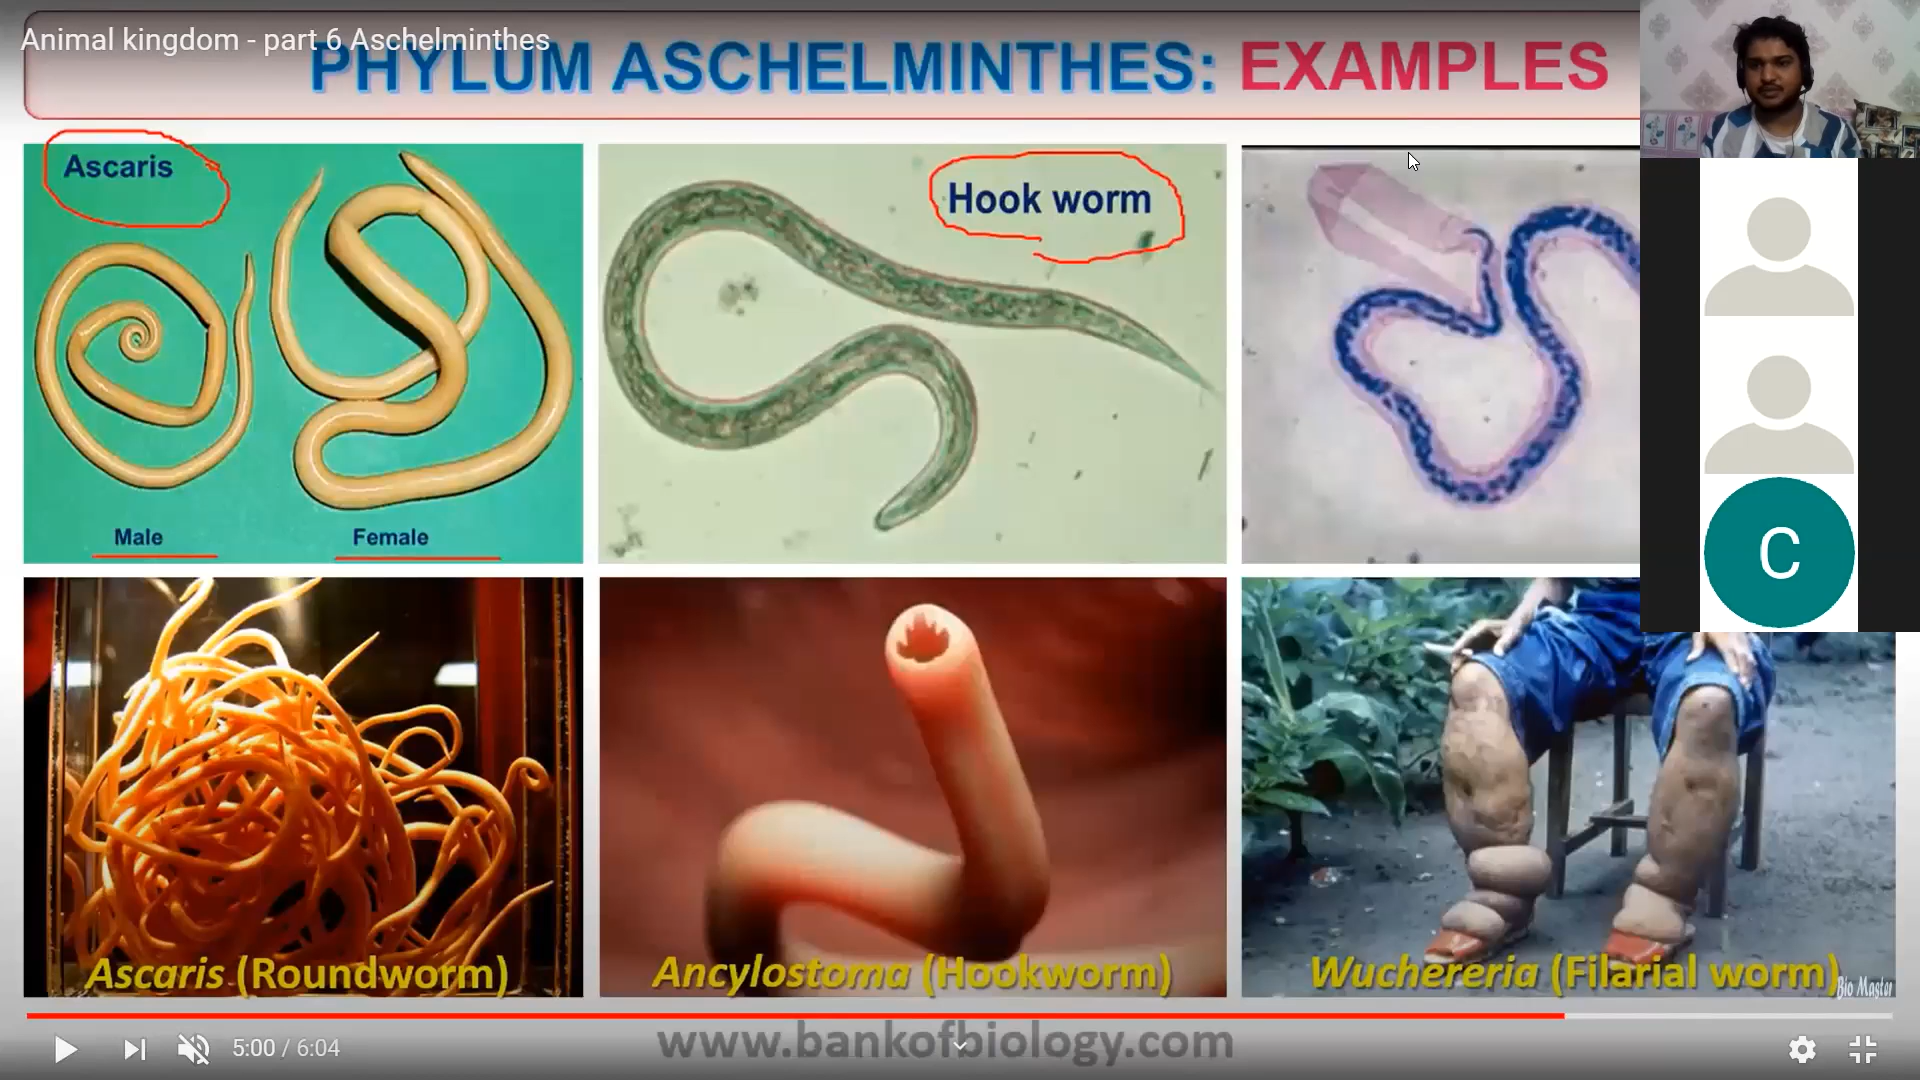 Animal kingdom - part 6 Aschelminthes
PHYLUM ASCHELMINTHES: EXAMPLES
Ascaris
Hook worm
Male
Female
Ascaris (Roundworm)
Ancylostoma (Hookworm)
Wuchereria (Filarial worm)
Bio Master
5:00 / 6:04
www.bankofbiology.com
C